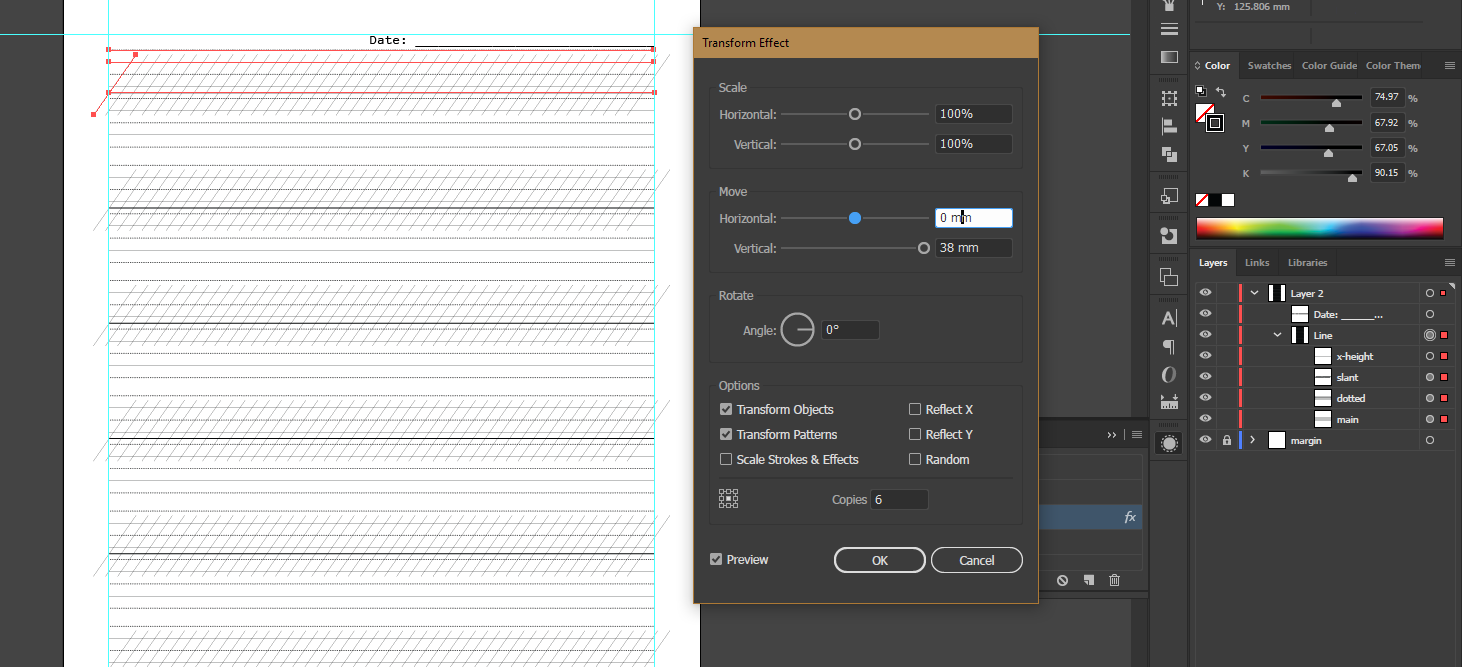 Y: 125.806 mm
Date: ____________________
Transform Effect
Scale
Horizontal: 100%
Vertical: 100%
Move
Horizontal: 0 mm
Vertical: 38 mm
Rotate
Angle: 0°
Options
Transform Objects Reflect X
Transform Patterns Reflect Y
Scale Strokes & Effects Random
Copies 6
Preview OK Cancel
fx
Color Swatches Color Guide Color Them
C 74.97 %
M 67.92 %
Y 67.05 %
K 90.15 %
Layers Links Libraries
Layer 2
Date: ______...
Line
x-height
slant
dotted
main
margin